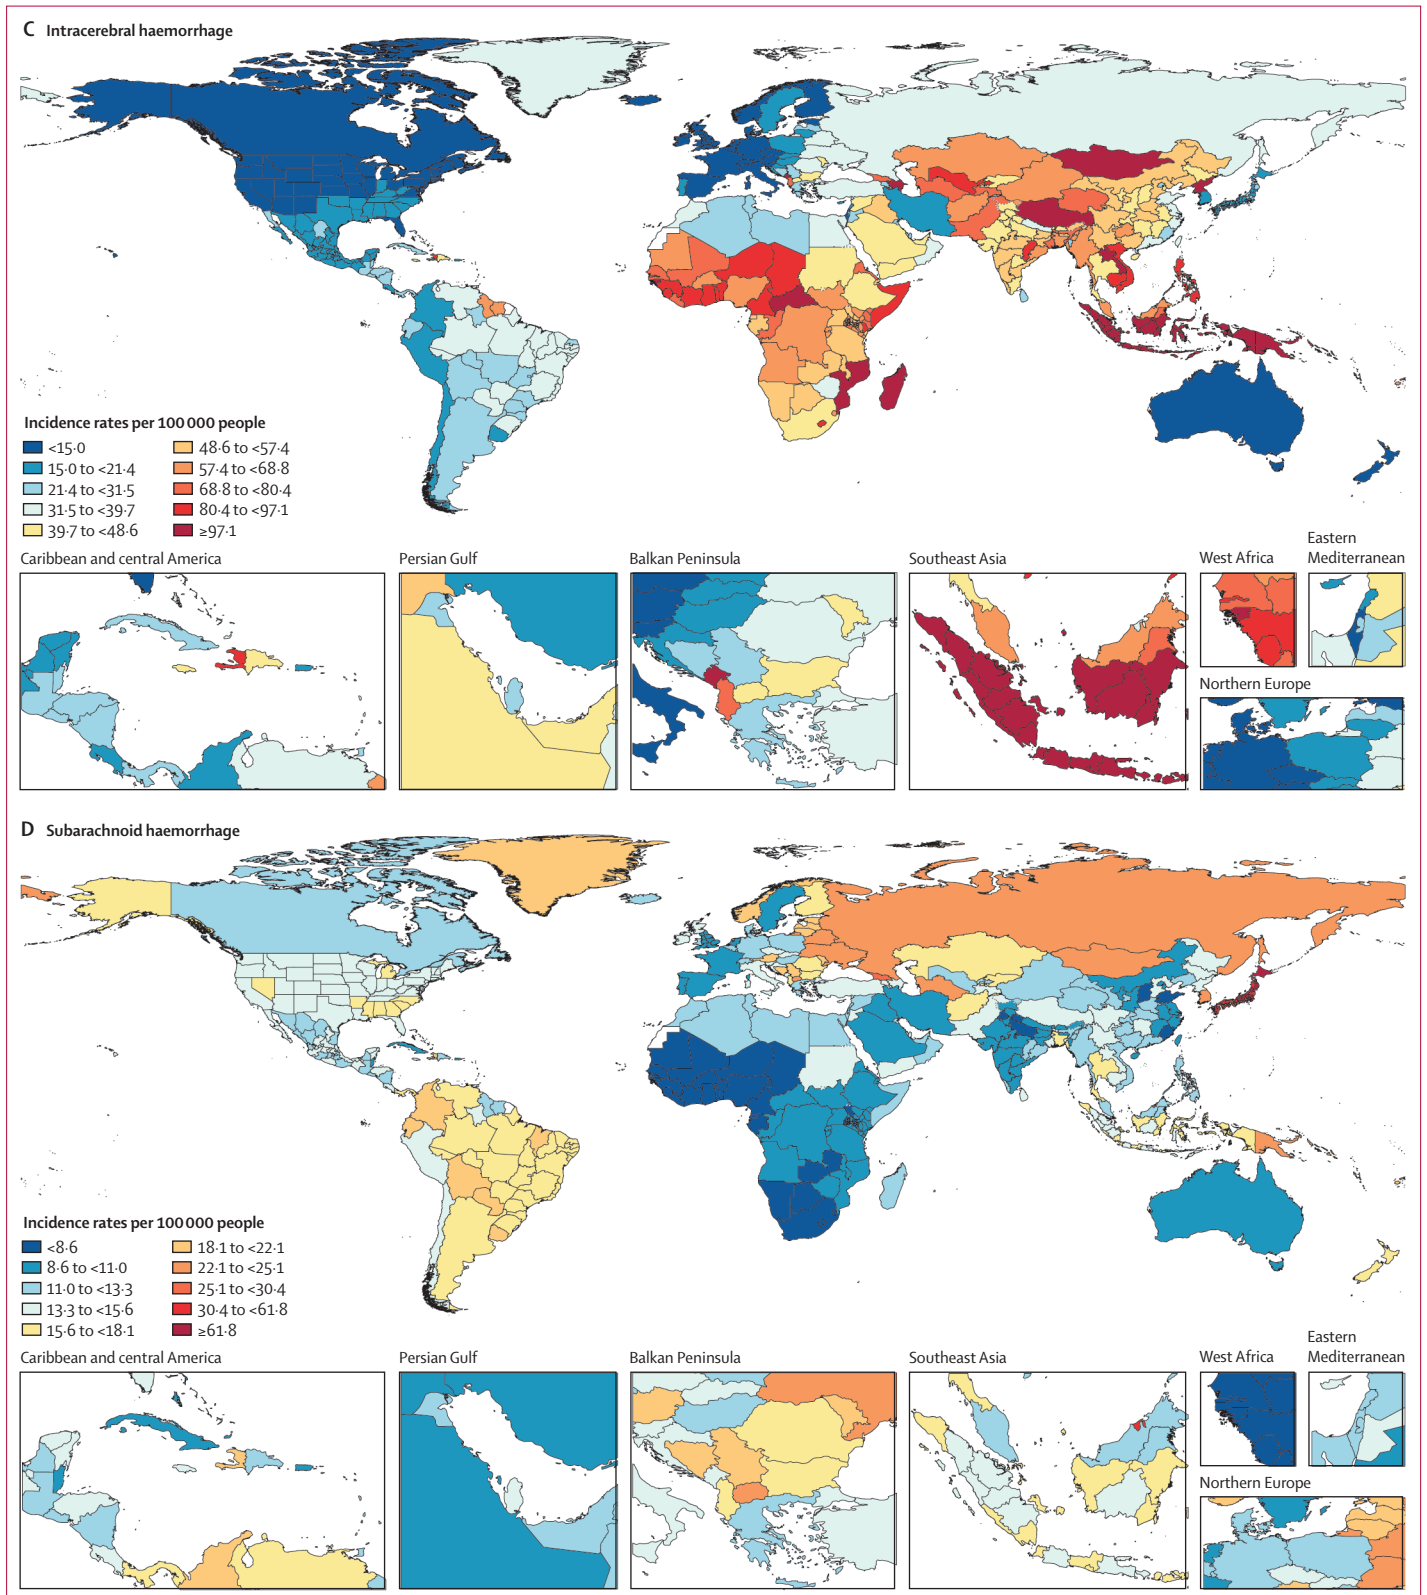 C Intracerebral haemorrhage
Incidence rates per 100 000 people
<15·0
15·0 to <21·4
21·4 to <31·5
31·5 to <39·7
39·7 to <48·6
48·6 to <57·4
57·4 to <68·8
68·8 to <80·4
80·4 to <97·1
≥97·1
Caribbean and central America
Persian Gulf
Balkan Peninsula
Southeast Asia
West Africa
Eastern
Mediterranean
Northern Europe
D Subarachnoid haemorrhage
Incidence rates per 100 000 people
<8·6
8·6 to <11·0
11·0 to <13·3
13·3 to <15·6
15·6 to <18·1
18·1 to <22·1
22·1 to <25·1
25·1 to <30·4
30·4 to <61·8
≥61·8
Caribbean and central America
Persian Gulf
Balkan Peninsula
Southeast Asia
West Africa
Eastern
Mediterranean
Northern Europe